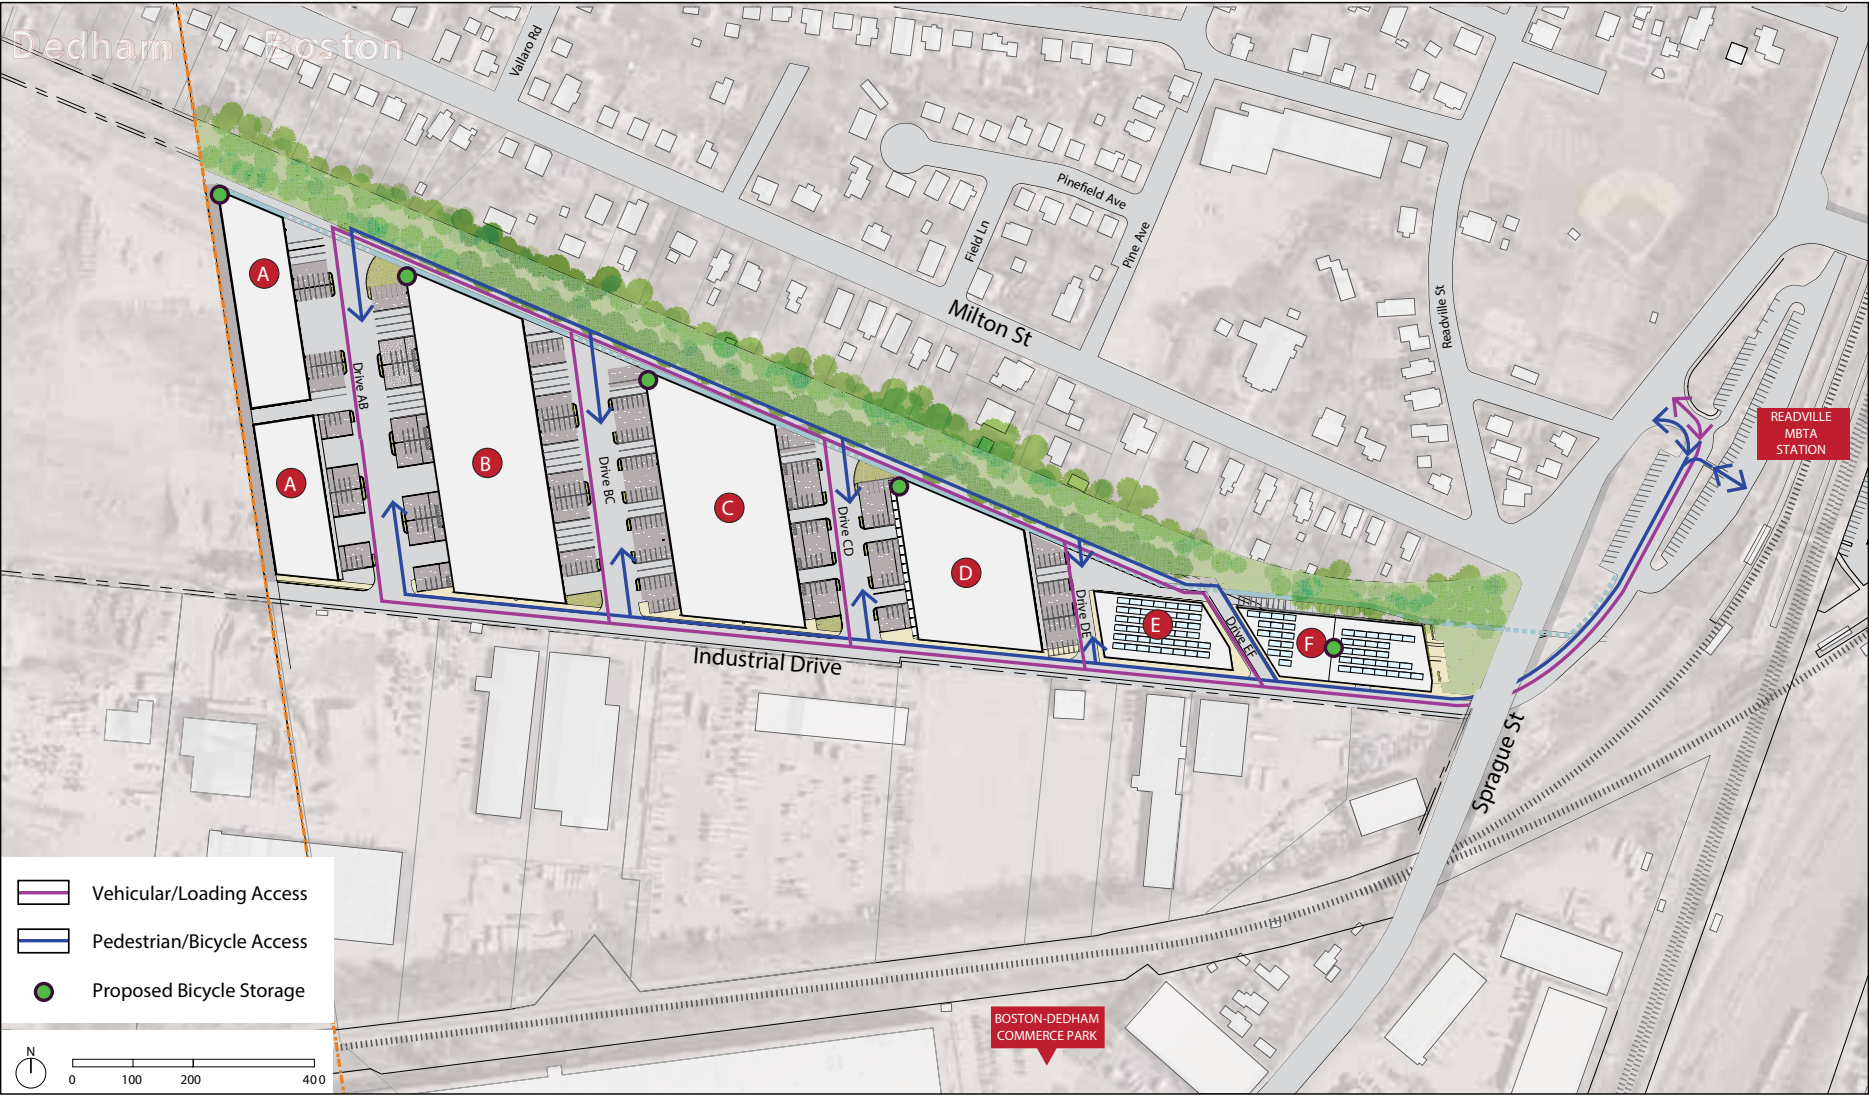 Dedham
Boston
Vallaro Rd
Pinefield Ave
Field Ln
Pine Ave
Milton St
Readville St
READVILLE
MBTA
STATION
A
Drive AB
B
A
Drive BC
C
Drive CD
D
Drive DE
E
Drive EF
F
Industrial Drive
Sprague St
Vehicular/Loading Access
Pedestrian/Bicycle Access
Proposed Bicycle Storage
BOSTON-DEDHAM
COMMERCE PARK
N
0 100 200 400